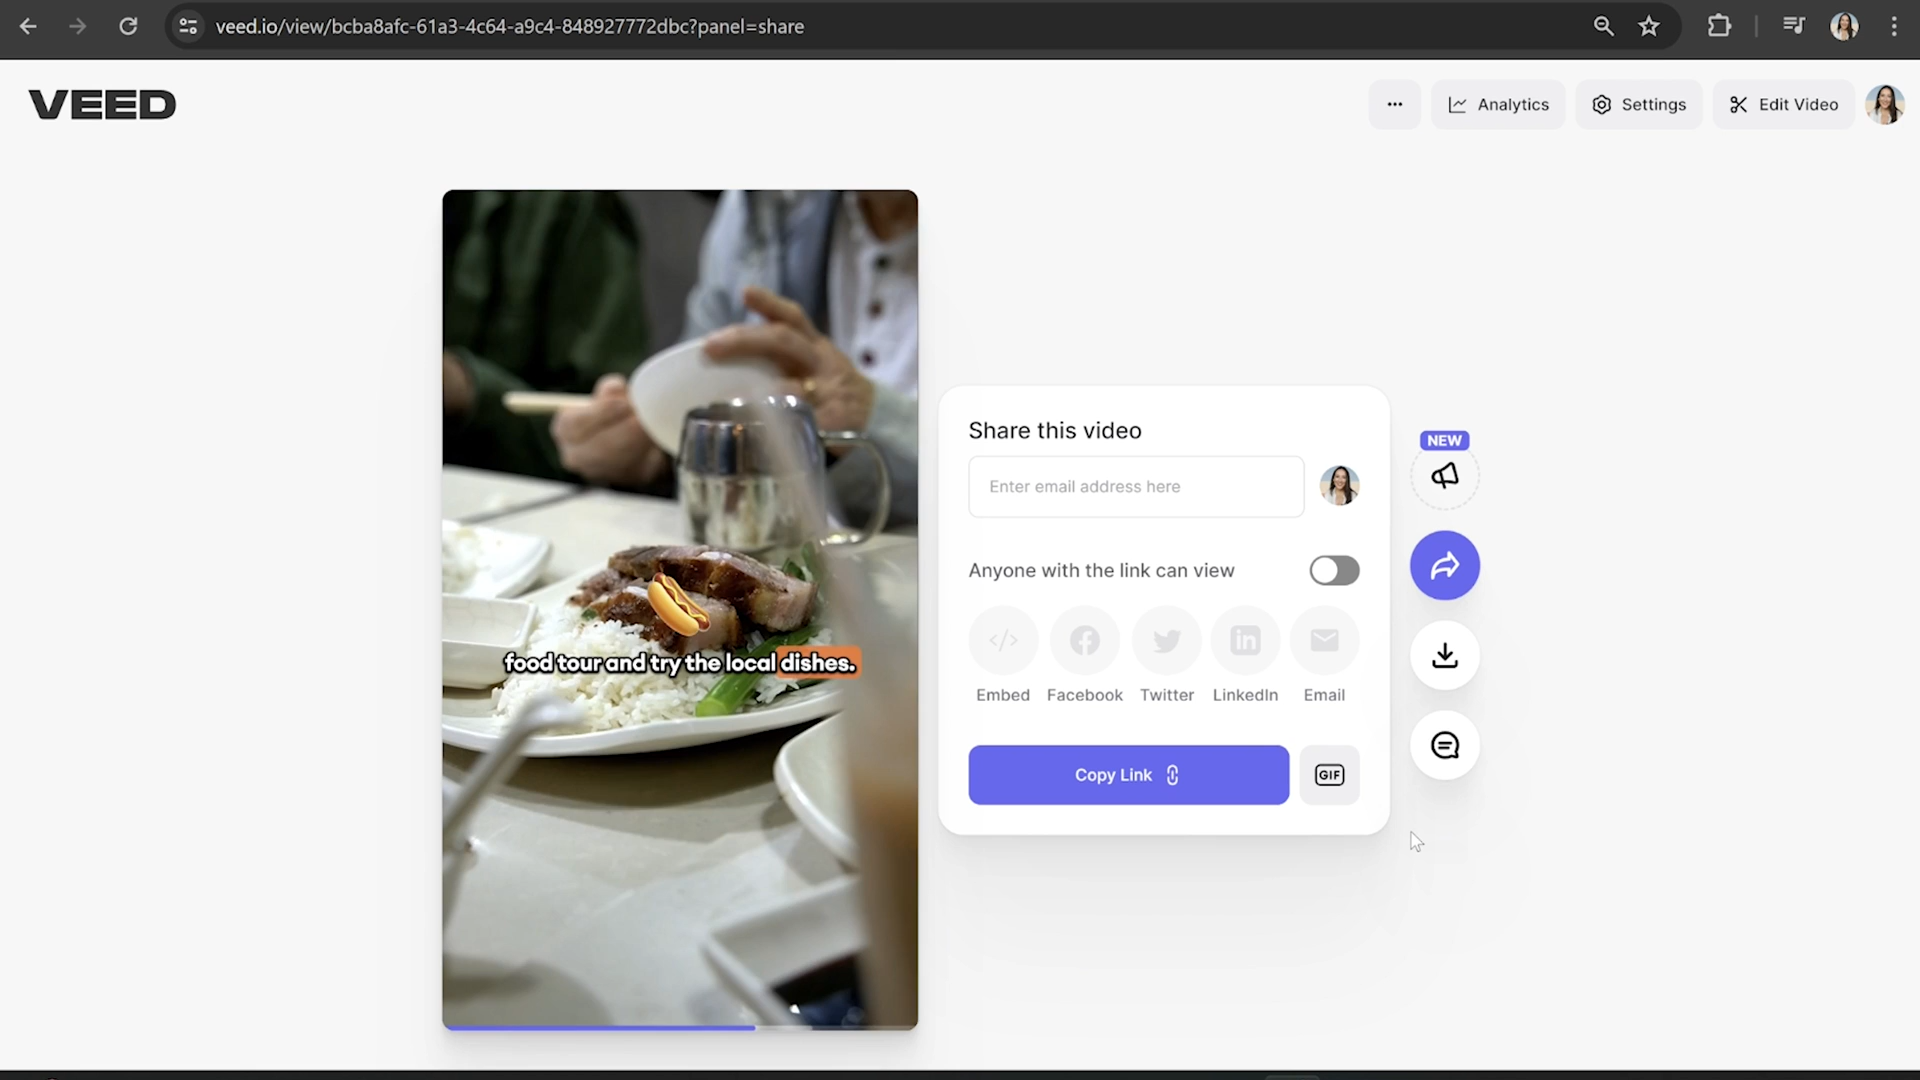 veed.io/view/bcba8afc-61a3-4c64-a9c4-848927772dbc?panel=share
VEED
Analytics
Settings
Edit Video
Share this video
NEW
Enter email address here
Anyone with the link can view
food tour and try the local dishes.
Embed
Facebook
Twitter
LinkedIn
Email
Copy Link
GIF